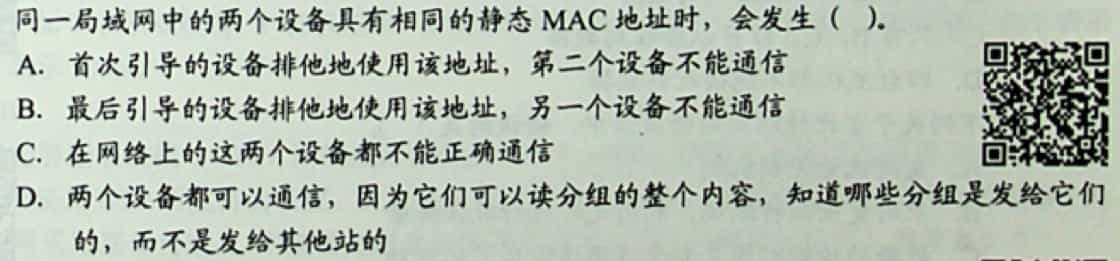 同一局域网中的两个设备具有相同的静态 MAC 地址时，会发生（ ）。
A. 首次引导的设备排他地使用该地址，第二个设备不能通信
B. 最后引导的设备排他地使用该地址，另一个设备不能通信
C. 在网络上的这两个设备都不能正确通信
D. 两个设备都可以通信，因为它们可以读分组的整个内容，知道哪些分组是发给它们
的，而不是发给其他站的